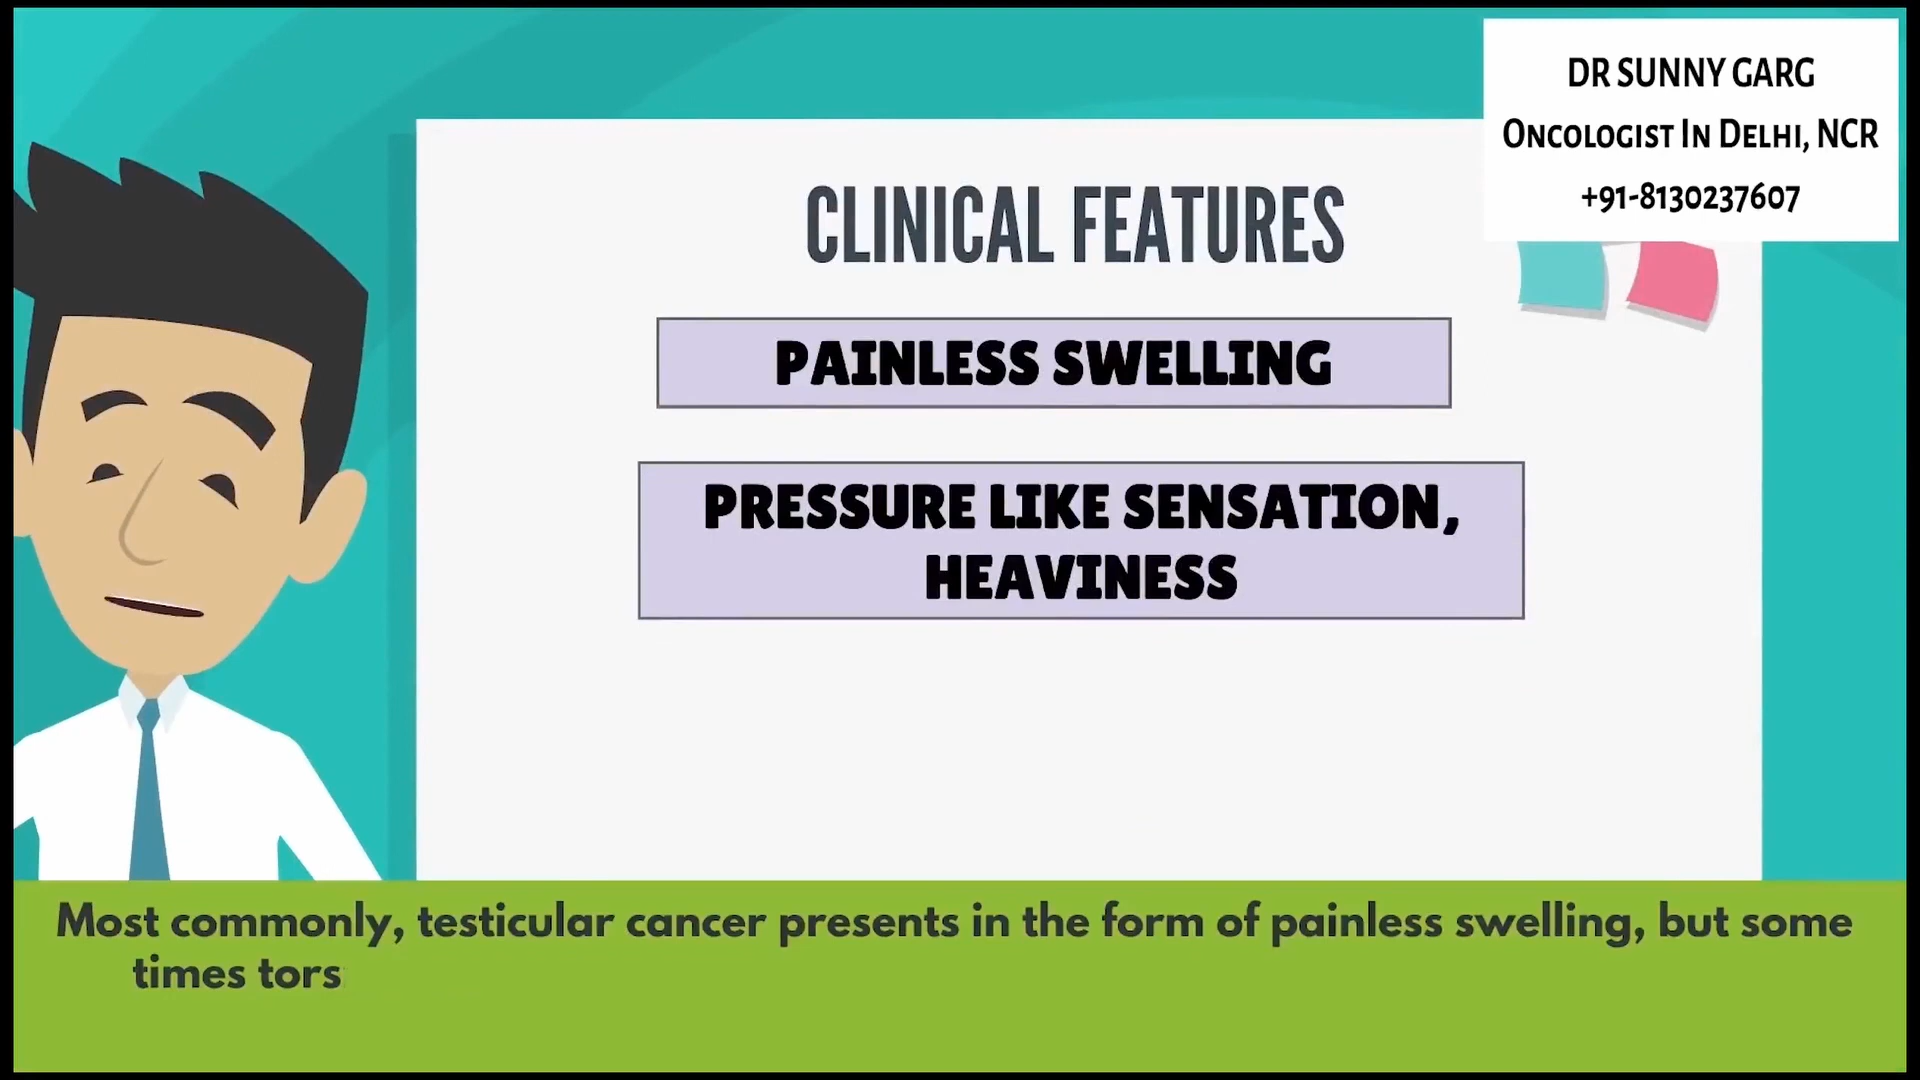 DR SUNNY GARG
ONCOLOGIST IN DELHI, NCR
+91-8130237607
CLINICAL FEATURES
PAINLESS SWELLING
PRESSURE LIKE SENSATION,
HEAVINESS
Most commonly, testicular cancer presents in the form of painless swelling, but some
times tors